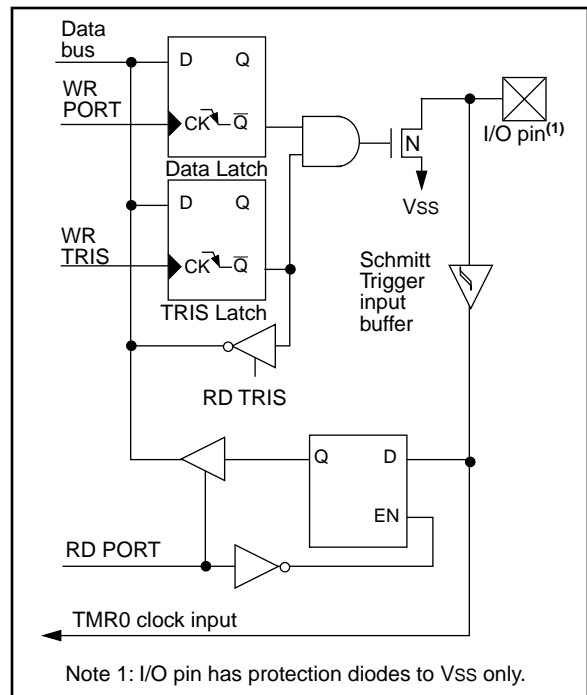 Data
bus
D Q
WR
PORT
CK Q
Data Latch
N
I/O pin(1)
VSS
D Q
WR
TRIS
CK Q
TRIS Latch
Schmitt
Trigger
input
buffer
RD TRIS
Q D
EN
RD PORT
TMR0 clock input
Note 1: I/O pin has protection diodes to VSS only.